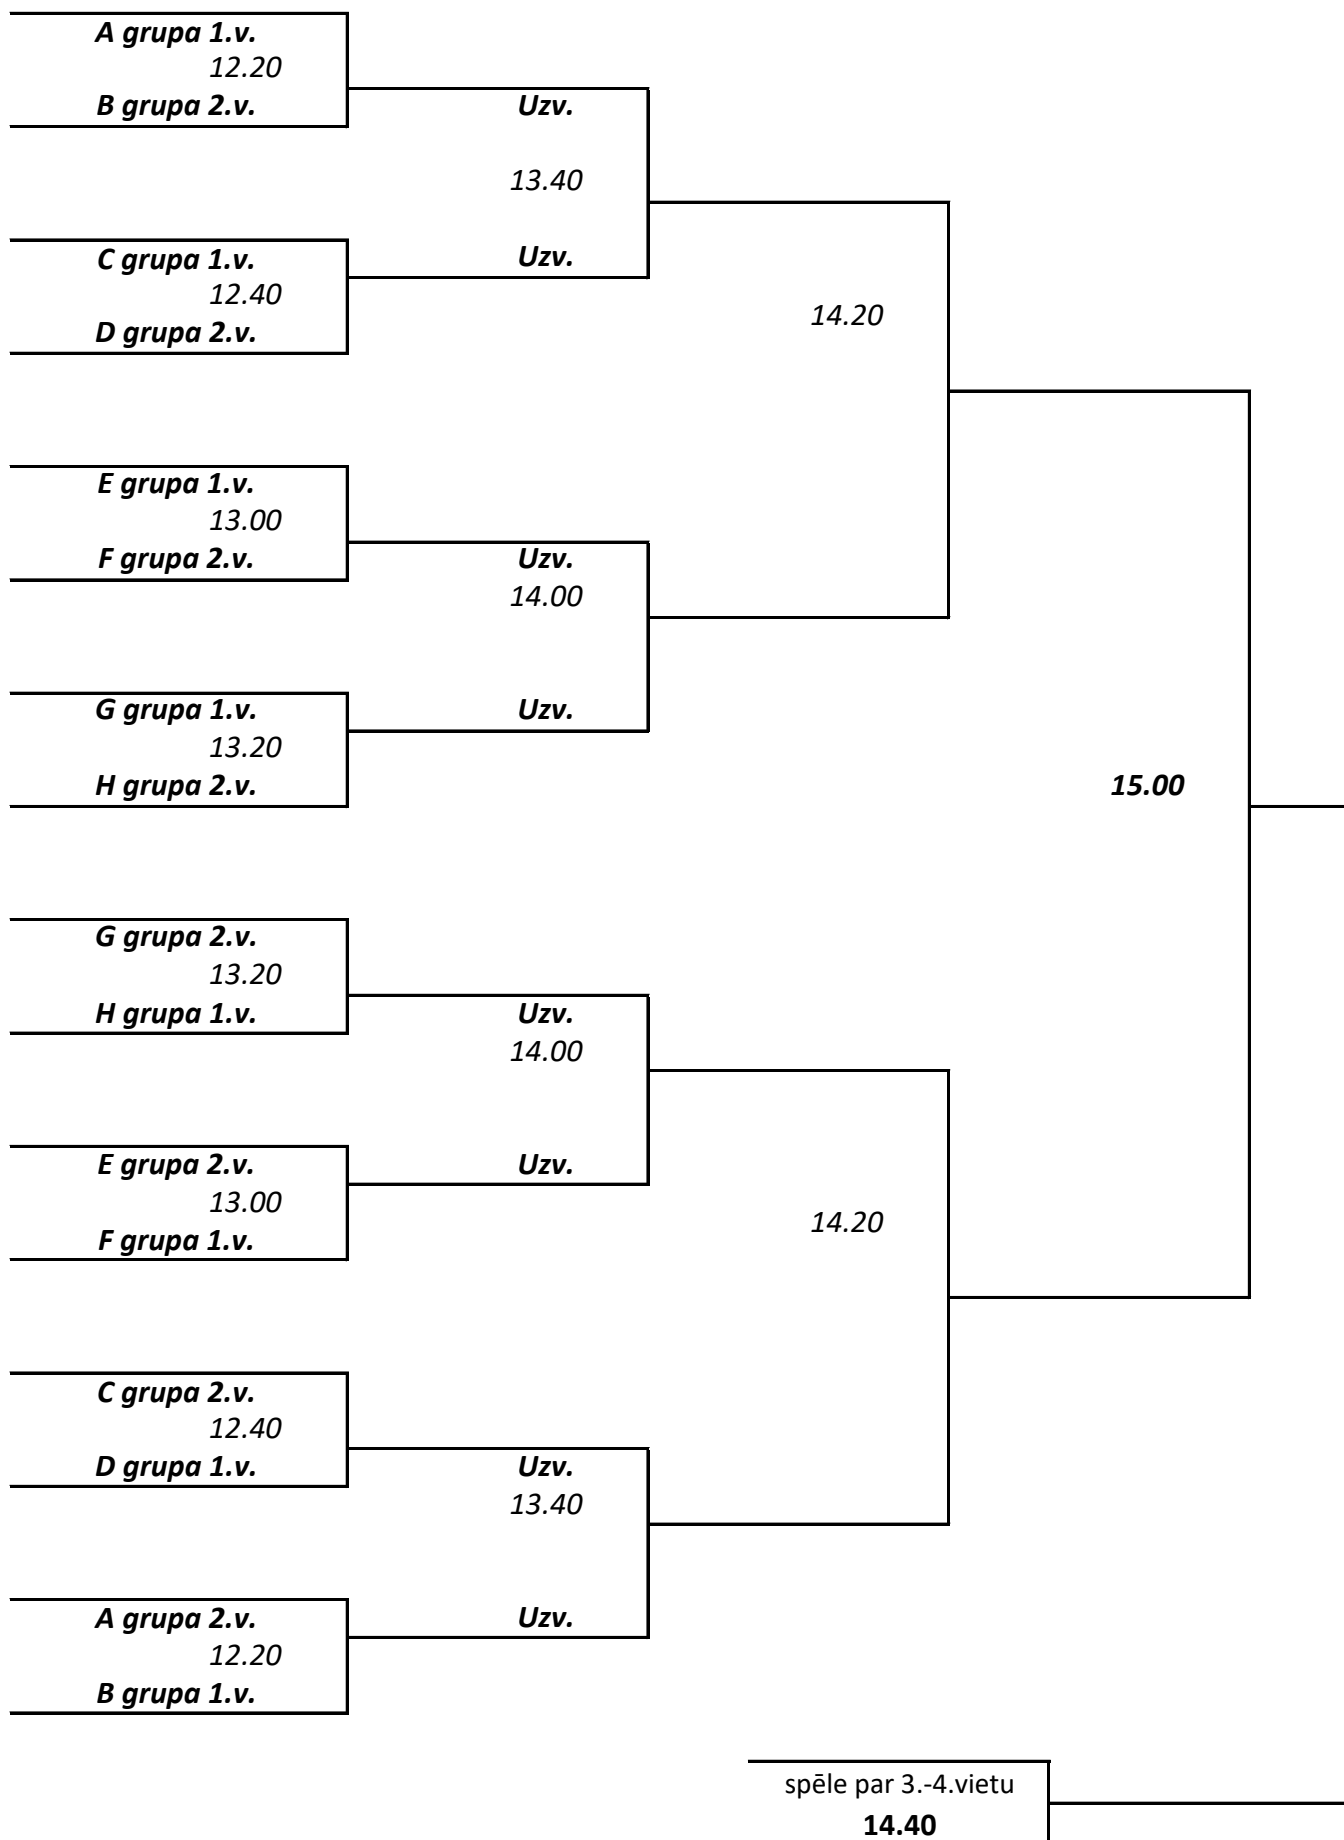 A grupa 1.v.
12.20
B grupa 2.v.
Uzv.
13.40
C grupa 1.v.
Uzv.
12.40
14.20
D grupa 2.v.
E grupa 1.v.
13.00
F grupa 2.v.
Uzv.
14.00
G grupa 1.v.
Uzv.
13.20
H grupa 2.v.
15.00
G grupa 2.v.
13.20
H grupa 1.v.
Uzv.
14.00
E grupa 2.v.
Uzv.
13.00
14.20
F grupa 1.v.
C grupa 2.v.
12.40
D grupa 1.v.
Uzv.
13.40
A grupa 2.v.
Uzv.
12.20
B grupa 1.v.
spēle par 3.-4.vietu
14.40